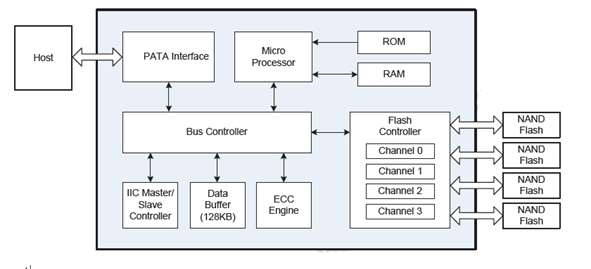 Host
PATA Interface
Micro
Processor
ROM
RAM
Bus Controller
Flash
Controller
Channel 0
Channel 1
Channel 2
Channel 3
NAND
Flash
NAND
Flash
NAND
Flash
NAND
Flash
IIC Master/
Slave
Controller
Data
Buffer
(128KB)
ECC
Engine